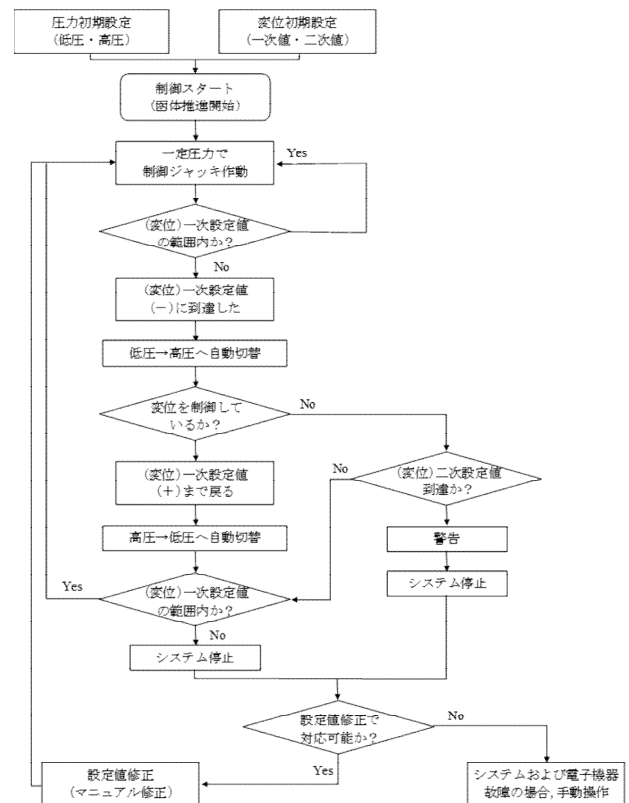 圧力初期設定
(低圧・高圧)
変位初期設定
(一次値・二次値)
制御スタート
(函体推進開始)
一定圧力で
制御ジャッキ作動
Yes
(変位)一次設定値
の範囲内か？
No
(変位)一次設定値
(－)に到達した
低圧→高圧へ自動切替
変位を制御して
いるか？
No
(変位)一次設定値
(＋)まで戻る
No
(変位)二次設定値
到達か？
高圧→低圧へ自動切替
警告
システム停止
Yes
(変位)一次設定値
の範囲内か？
No
システム停止
設定値修正で
対応可能か？
No
Yes
設定値修正
(マニュアル修正)
システムおよび電子機器
故障の場合,手動操作